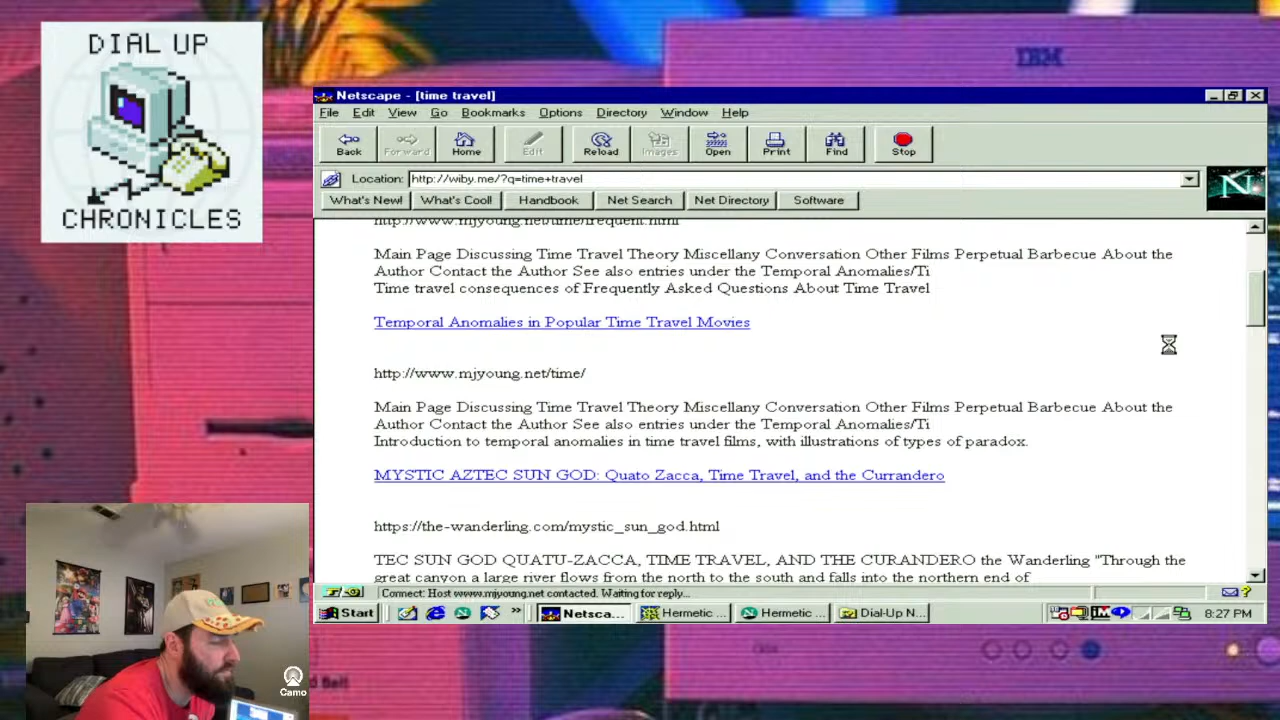 DIAL UP
CHRONICLES
IBM
Netscape - [time travel]
File Edit View Go Bookmarks Options Directory Window Help
Back Forward Home Edit Reload Images Open Print Find Stop
Location: http://wiby.me/?q=time+travel
N
What's New! What's Cool! Handbook Net Search Net Directory Software
http://www.mjyoung.net/time/frequent.html
Main Page Discussing Time Travel Theory Miscellany Conversation Other Films Perpetual Barbecue About the
Author Contact the Author See also entries under the Temporal Anomalies/Ti
Time travel consequences of Frequently Asked Questions About Time Travel
Temporal Anomalies in Popular Time Travel Movies
http://www.mjyoung.net/time/
Main Page Discussing Time Travel Theory Miscellany Conversation Other Films Perpetual Barbecue About the
Author Contact the Author See also entries under the Temporal Anomalies/Ti
Introduction to temporal anomalies in time travel films, with illustrations of types of paradox.
MYSTIC AZTEC SUN GOD: Quato Zacca, Time Travel, and the Currandero
https://the-wanderling.com/mystic_sun_god.html
TEC SUN GOD QUATU-ZACCA, TIME TRAVEL, AND THE CURANDERO the Wanderling "Through the
great canyon a large river flows from the north to the south and falls into the northern end of
Connect: Host www.mjyoung.net contacted. Waiting for reply...
Start Netsca... Hermetic ... Hermetic ... Dial-Up N... 8:27 PM
Camo
d Bell